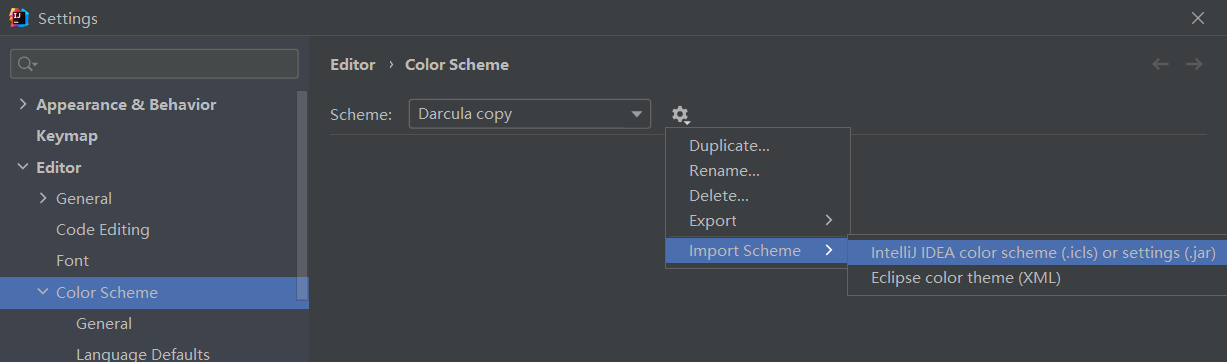 Settings
Appearance & Behavior
Keymap
Editor
General
Code Editing
Font
Color Scheme
General
Language Defaults
Editor › Color Scheme
Scheme: Darcula copy
Duplicate...
Rename...
Delete...
Export
Import Scheme
IntelliJ IDEA color scheme (.icls) or settings (.jar)
Eclipse color theme (XML)